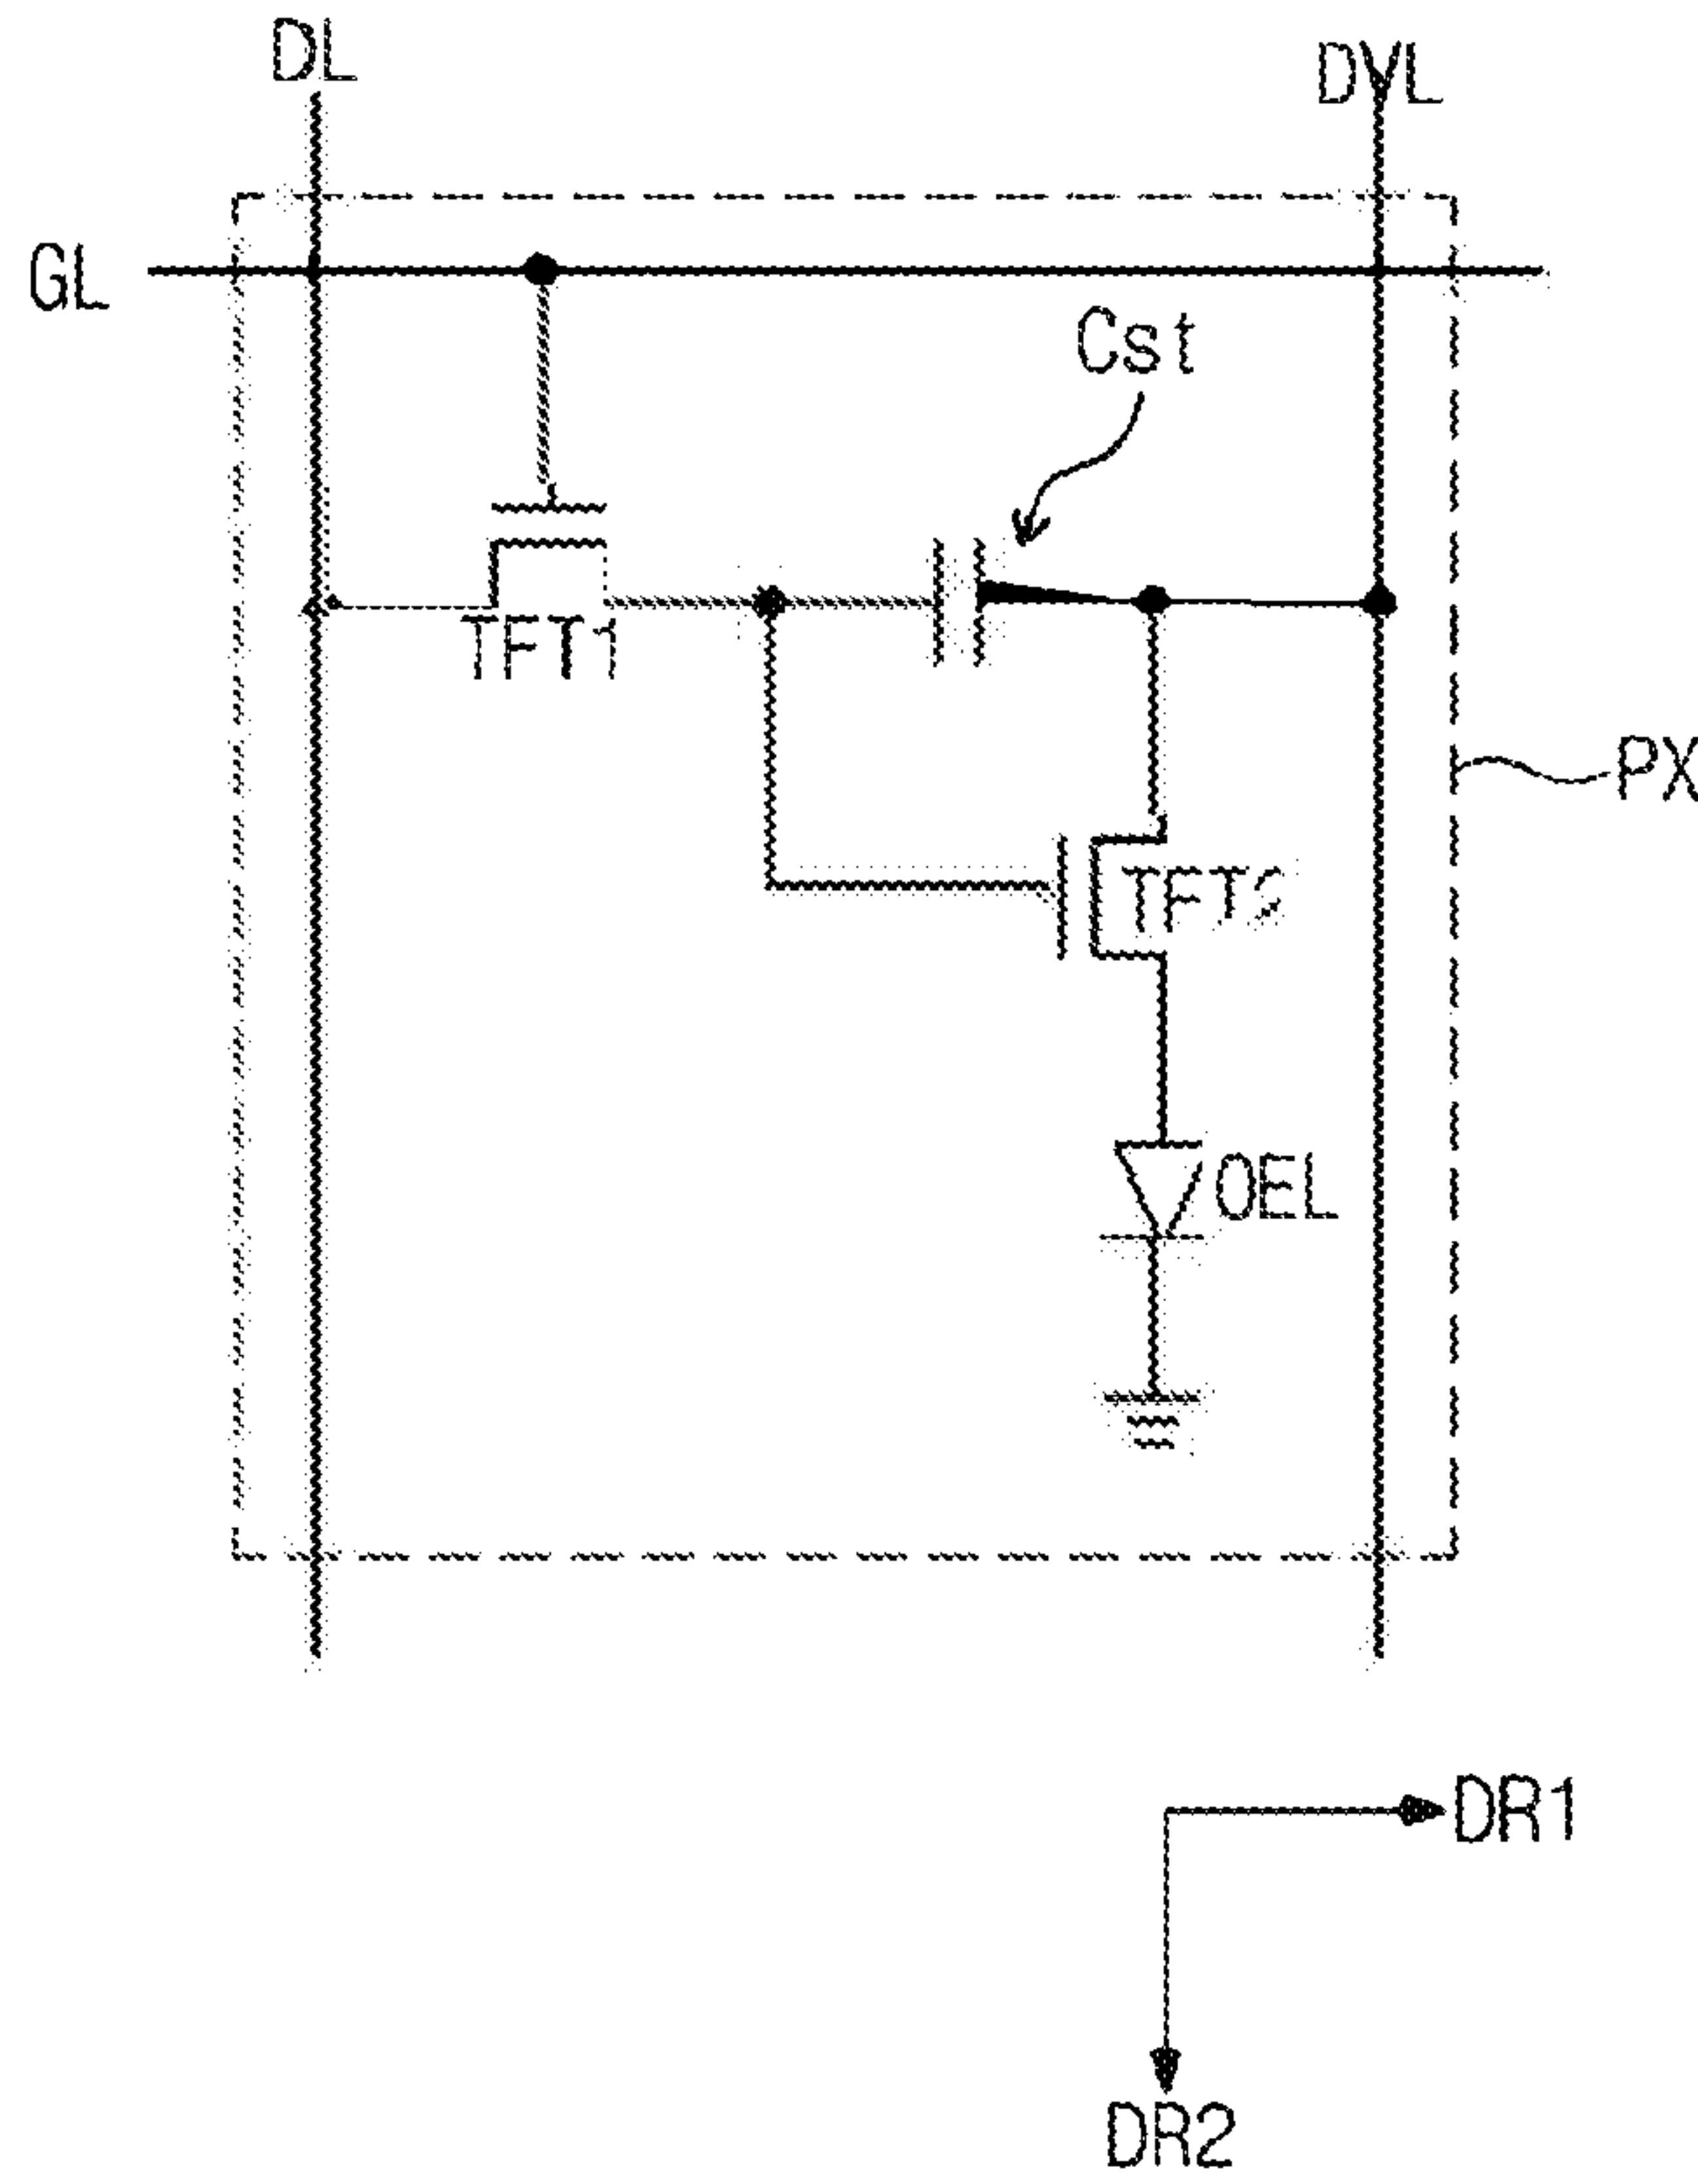 DL
DVL
GL
Cst
TFT1
PX
TFT2
OEL
DR1
DR2